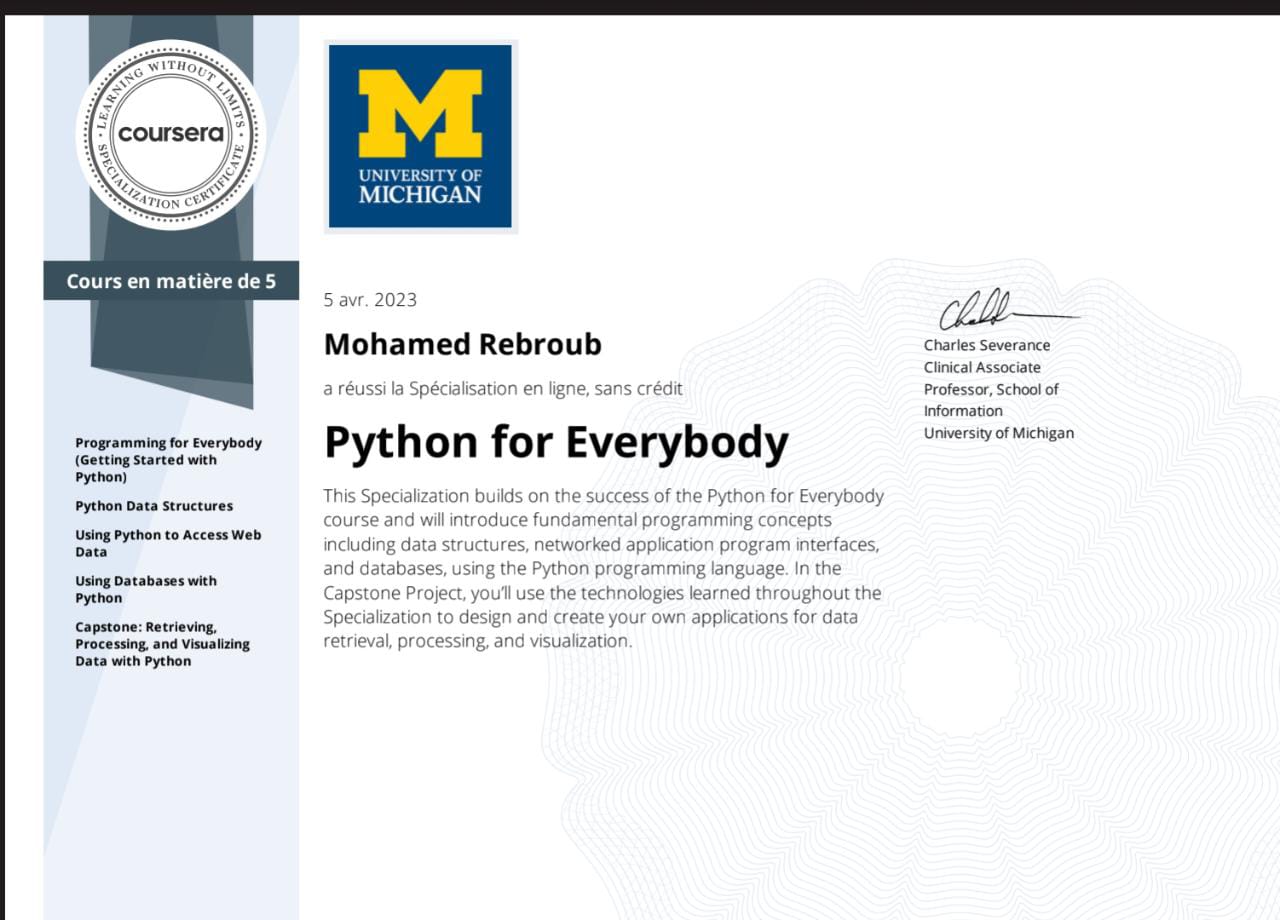 LEARNING WITHOUT LIMITS
coursera
SPECIALIZATION CERTIFICATE
UNIVERSITY OF
MICHIGAN
Cours en matière de 5
Programming for Everybody
(Getting Started with
Python)
Python Data Structures
Using Python to Access Web
Data
Using Databases with
Python
Capstone: Retrieving,
Processing, and Visualizing
Data with Python
5 avr. 2023
Mohamed Rebroub
a réussi la Spécialisation en ligne, sans crédit
Python for Everybody
This Specialization builds on the success of the Python for Everybody
course and will introduce fundamental programming concepts
including data structures, networked application program interfaces,
and databases, using the Python programming language. In the
Capstone Project, you’ll use the technologies learned throughout the
Specialization to design and create your own applications for data
retrieval, processing, and visualization.
Charles Severance
Clinical Associate
Professor, School of
Information
University of Michigan